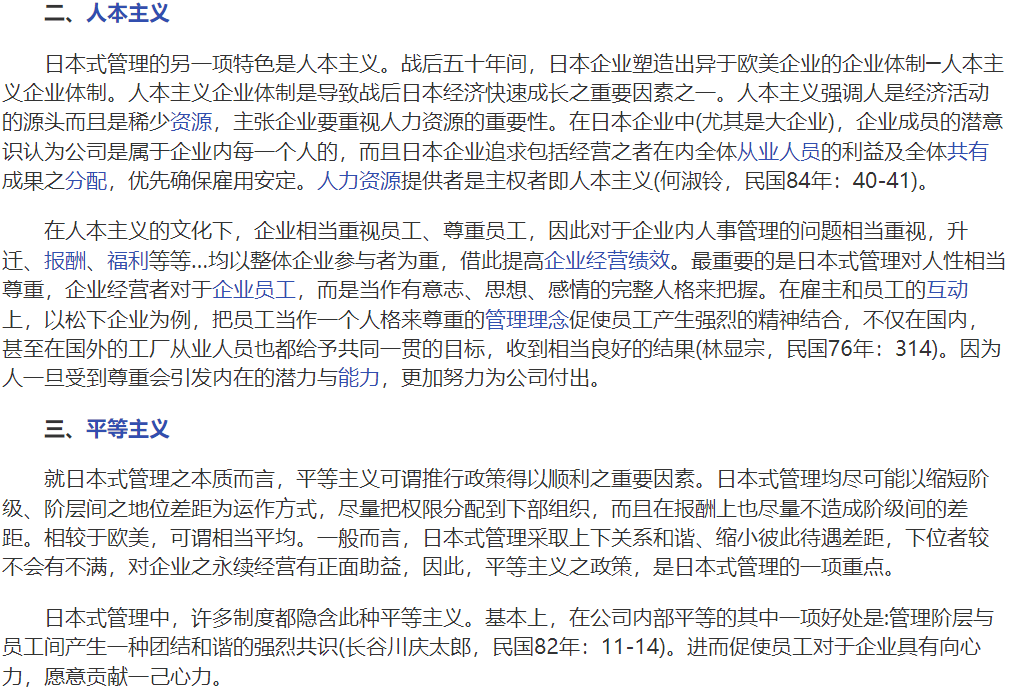 二、人本主义
日本式管理的另一项特色是人本主义。战后五十年间，日本企业塑造出异于欧美企业的企业体制─人本主
义企业体制。人本主义企业体制是导致战后日本经济快速成长之重要因素之一。人本主义强调人是经济活动
的源头而且是稀少资源，主张企业要重视人力资源的重要性。在日本企业中(尤其是大企业)，企业成员的潜意
识认为公司是属于企业内每一个人的，而且日本企业追求包括经营之者在内全体从业人员的利益及全体共有
成果之分配，优先确保雇用安定。人力资源提供者是主权者即人本主义(何淑铃，民国84年：40-41)。
在人本主义的文化下，企业相当重视员工、尊重员工，因此对于企业内人事管理的问题相当重视，升
迁、报酬、福利等等...均以整体企业参与者为重，借此提高企业经营绩效。最重要的是日本式管理对人性相当
尊重，企业经营者对于企业员工，而是当作有意志、思想、感情的完整人格来把握。在雇主和员工的互动
上，以松下企业为例，把员工当作一个人格来尊重的管理理念促使员工产生强烈的精神结合，不仅在国内，
甚至在国外的工厂从业人员也都给予共同一贯的目标，收到相当良好的结果(林显宗，民国76年：314)。因为
人一旦受到尊重会引发内在的潜力与能力，更加努力为公司付出。
三、平等主义
就日本式管理之本质而言，平等主义可谓推行政策得以顺利之重要因素。日本式管理均尽可能以缩短阶
级、阶层间之地位差距为运作方式，尽量把权限分配到下部组织，而且在报酬上也尽量不造成阶级间的差
距。相较于欧美，可谓相当平均。一般而言，日本式管理采取上下关系和谐、缩小彼此待遇差距，下位者较
不会有不满，对企业之永续经营有正面助益，因此，平等主义之政策，是日本式管理的一项重点。
日本式管理中，许多制度都隐含此种平等主义。基本上，在公司内部平等的其中一项好处是:管理阶层与
员工间产生一种团结和谐的强烈共识(长谷川庆太郎，民国82年：11-14)。进而促使员工对于企业具有向心
力，愿意贡献一己心力。